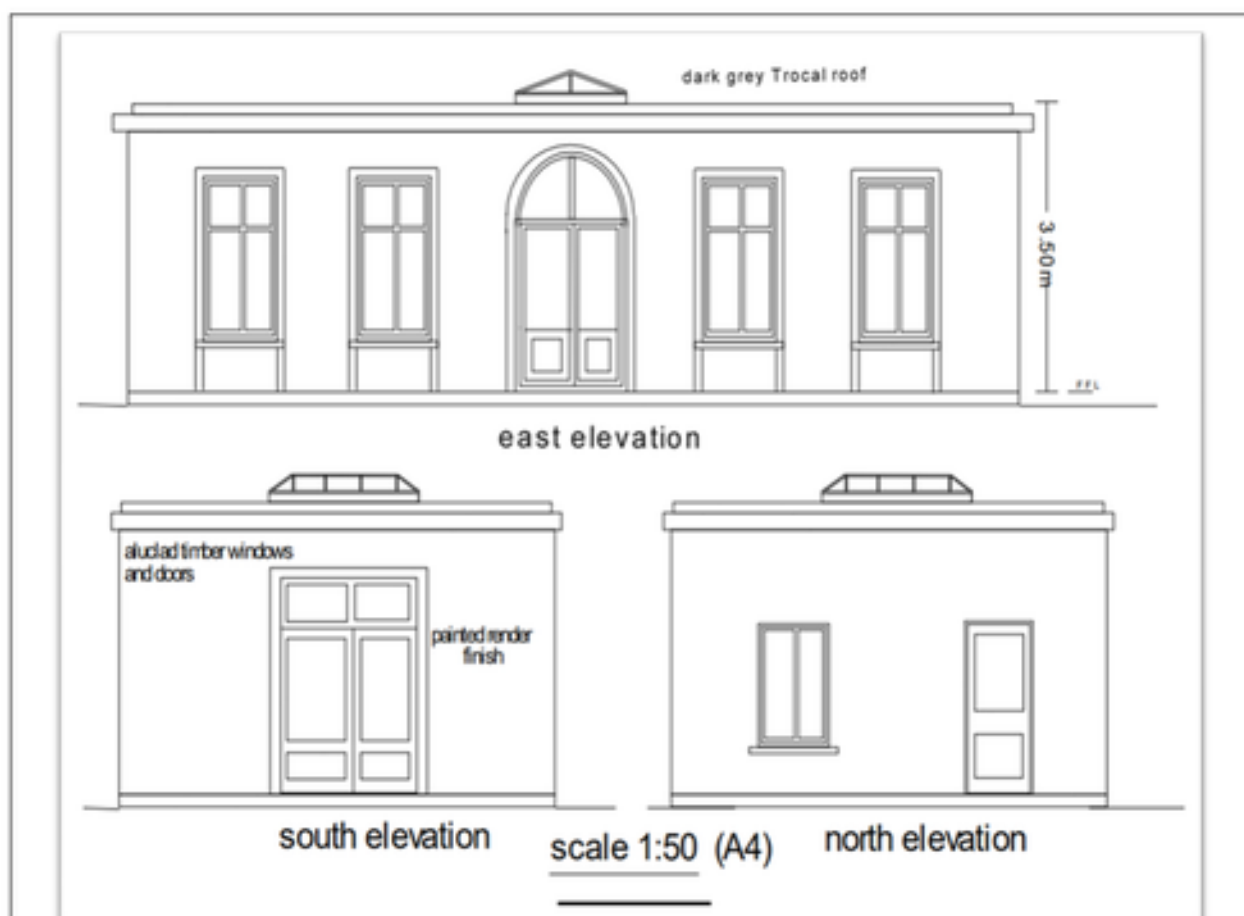 dark grey Trocal roof
3.50m
FFL
east elevation
aluclad timber windows
and doors
painted render
finish
south elevation
scale 1:50 (A4)
north elevation